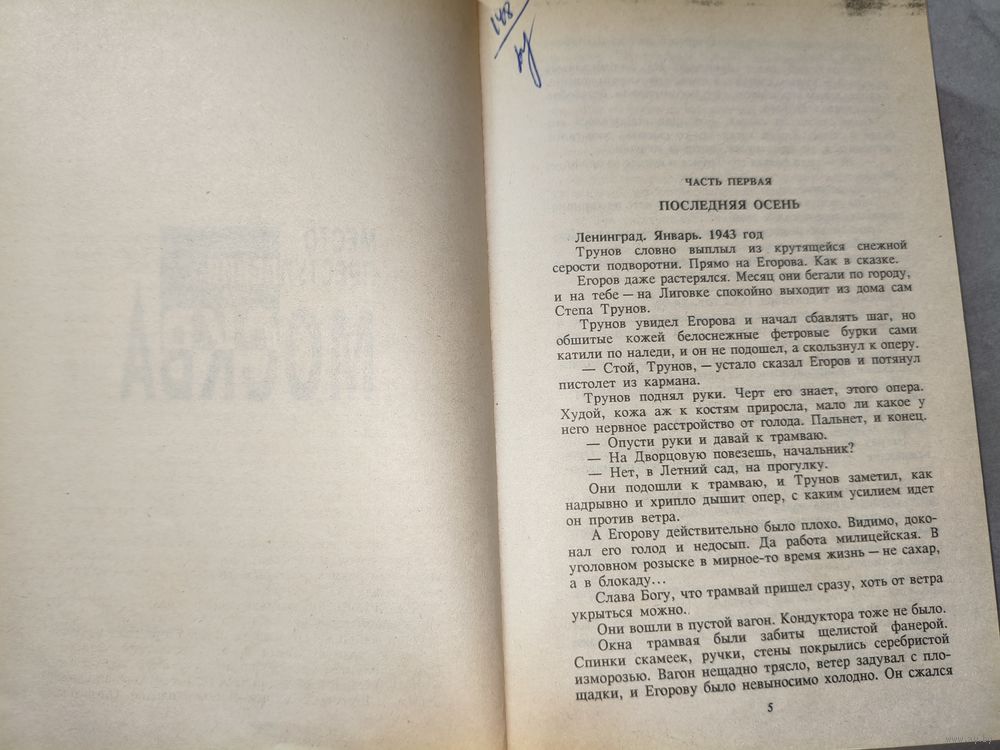 148
ЧАСТЬ ПЕРВАЯ
ПОСЛЕДНЯЯ ОСЕНЬ
Ленинград. Январь. 1943 год
Трунов словно выплыл из крутящейся снежной
серости подворотни. Прямо на Егорова. Как в сказке.
Егоров даже растерялся. Месяц они бегали по городу,
и на тебе — на Лиговке спокойно выходит из дома сам
Степа Трунов.
Трунов увидел Егорова и начал сбавлять шаг, но
обшитые кожей белоснежные фетровые бурки сами
катили по наледи, и он не подошел, а скользнул к оперу.
— Стой, Трунов, — устало сказал Егоров и потянул
пистолет из кармана.
Трунов поднял руки. Черт его знает, этого опера.
Худой, кожа аж к костям приросла, мало ли какое у
него нервное расстройство от голода. Пальнет, и конец.
— Опусти руки и давай к трамваю.
— На Дворцовую повезешь, начальник?
— Нет, в Летний сад, на прогулку.
Они подошли к трамваю, и Трунов заметил, как
надрывно и хрипло дышит опер, с каким усилием идет
он против ветра.
А Егорову действительно было плохо. Видимо, доко-
нал его голод и недосып. Да работа милицейская. В
уголовном розыске в мирное-то время жизнь — не сахар,
а в блокаду...
Слава Богу, что трамвай пришел сразу, хоть от ветра
укрыться можно.
Они вошли в пустой вагон. Кондуктора тоже не было.
Окна трамвая были забиты щелистой фанерой.
Спинки скамеек, ручки, стены покрылись серебристой
изморозью. Вагон нещадно трясло, ветер задувал с пло-
щадки, и Егорову было невыносимо холодно. Он сжался
5